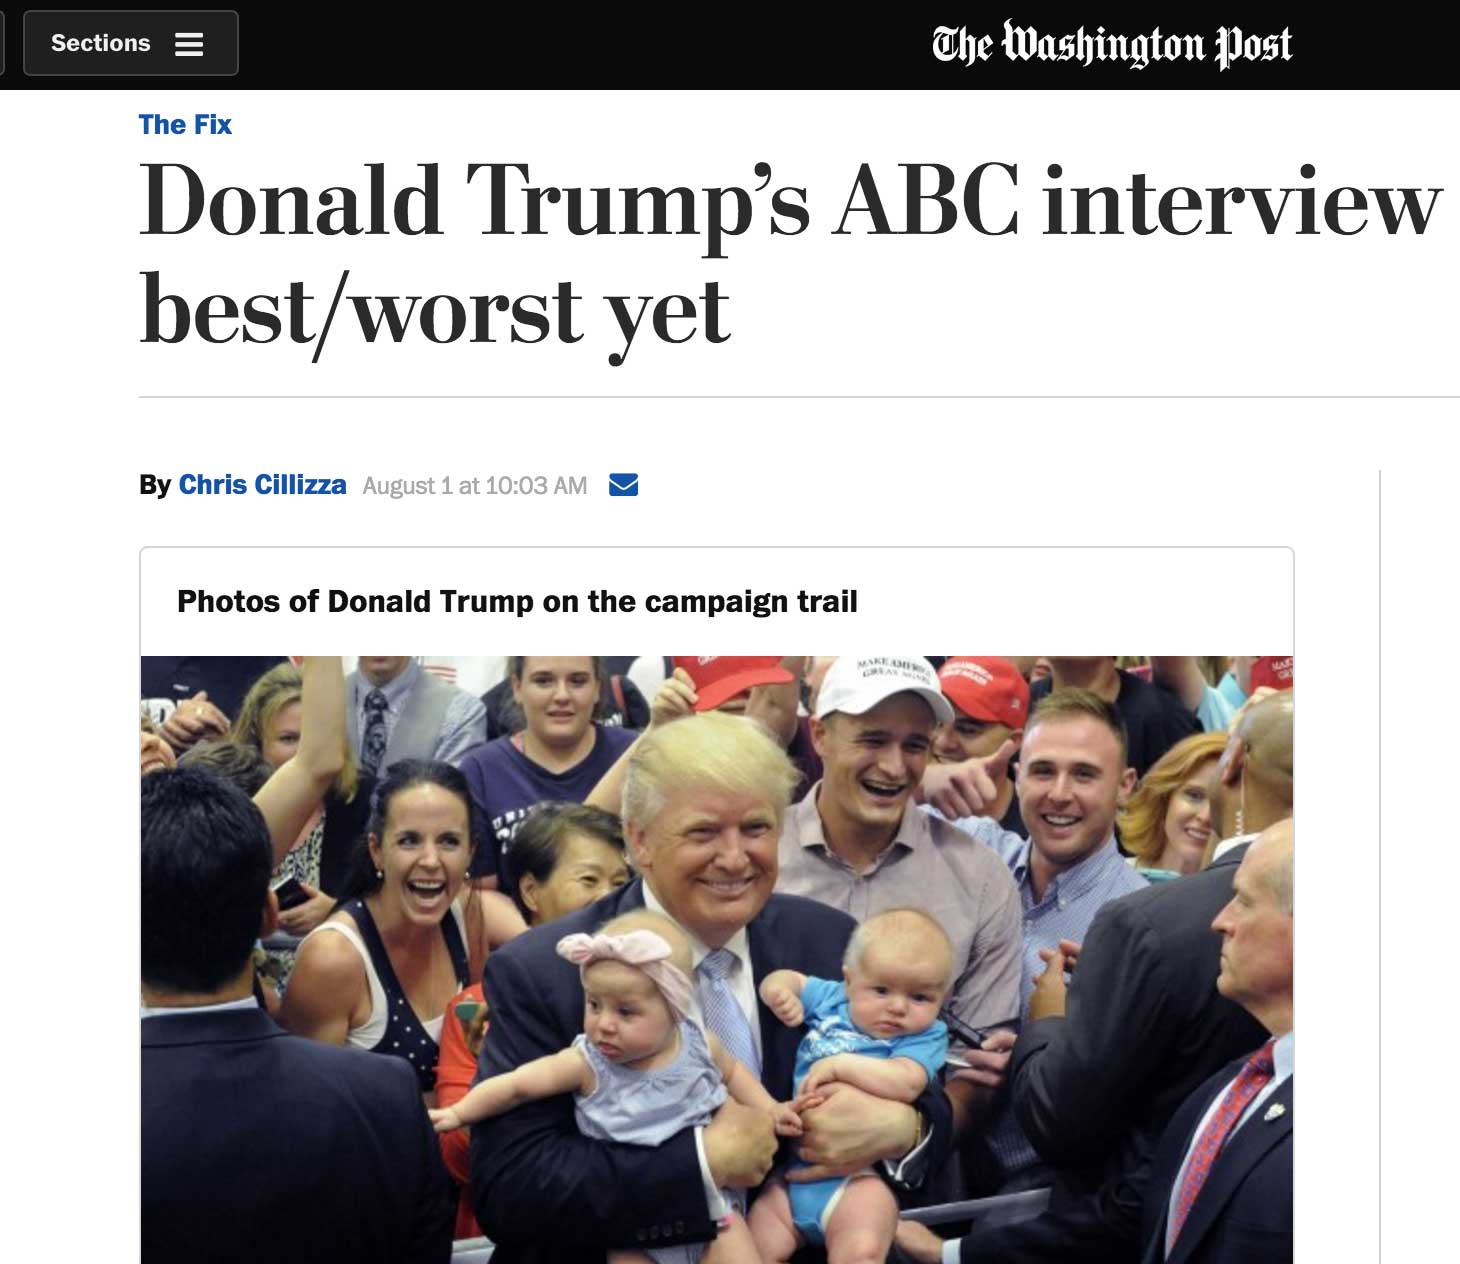 Sections
The Washington Post
The Fix
Donald Trump's ABC interview
best/worst yet
By Chris Cillizza August 1 at 10:03 AM
Photos of Donald Trump on the campaign trail
MAKE AMERICA
GREAT AGAIN